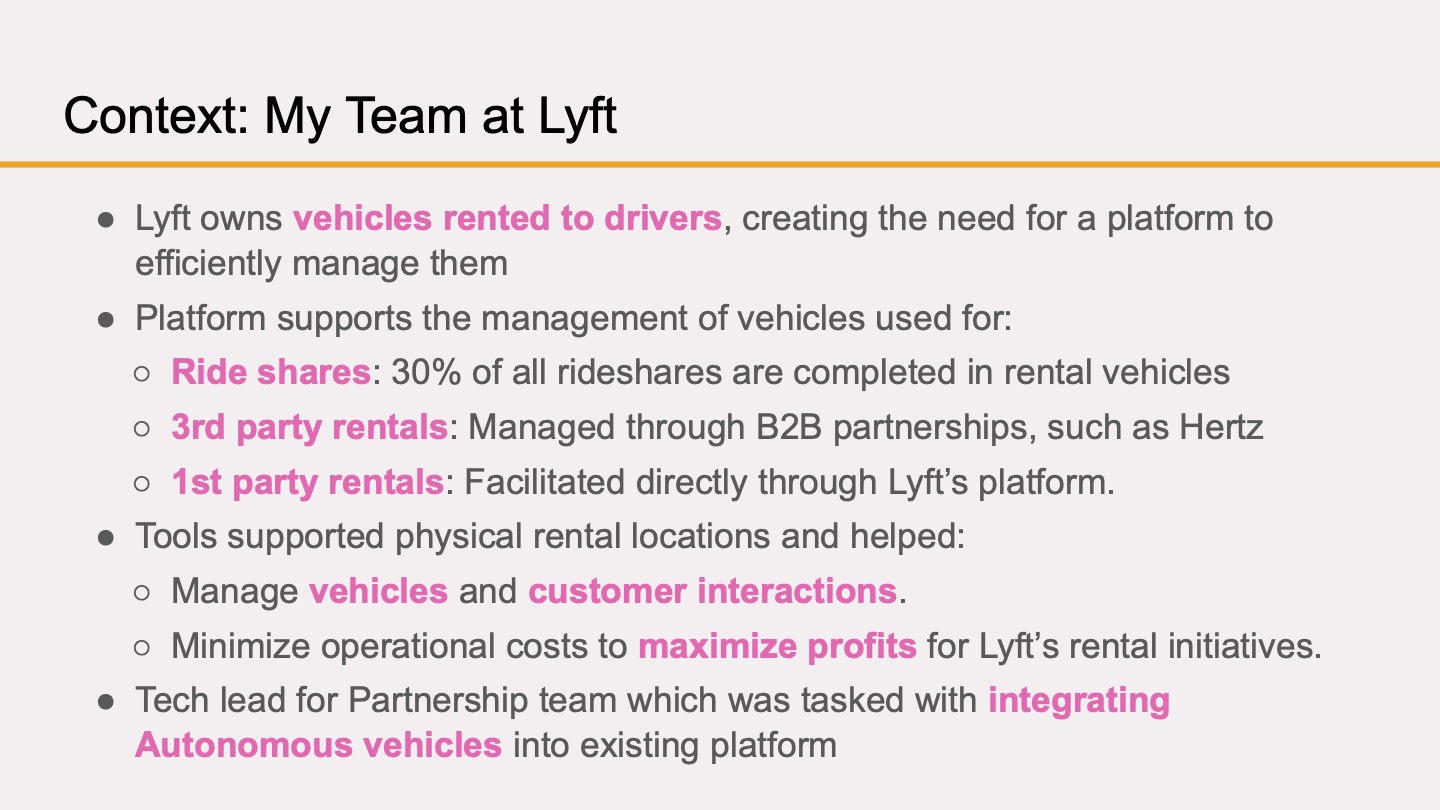 Context: My Team at Lyft
● Lyft owns vehicles rented to drivers, creating the need for a platform to
efficiently manage them
● Platform supports the management of vehicles used for:
○ Ride shares: 30% of all rideshares are completed in rental vehicles
○ 3rd party rentals: Managed through B2B partnerships, such as Hertz
○ 1st party rentals: Facilitated directly through Lyft’s platform.
● Tools supported physical rental locations and helped:
○ Manage vehicles and customer interactions.
○ Minimize operational costs to maximize profits for Lyft’s rental initiatives.
● Tech lead for Partnership team which was tasked with integrating
Autonomous vehicles into existing platform